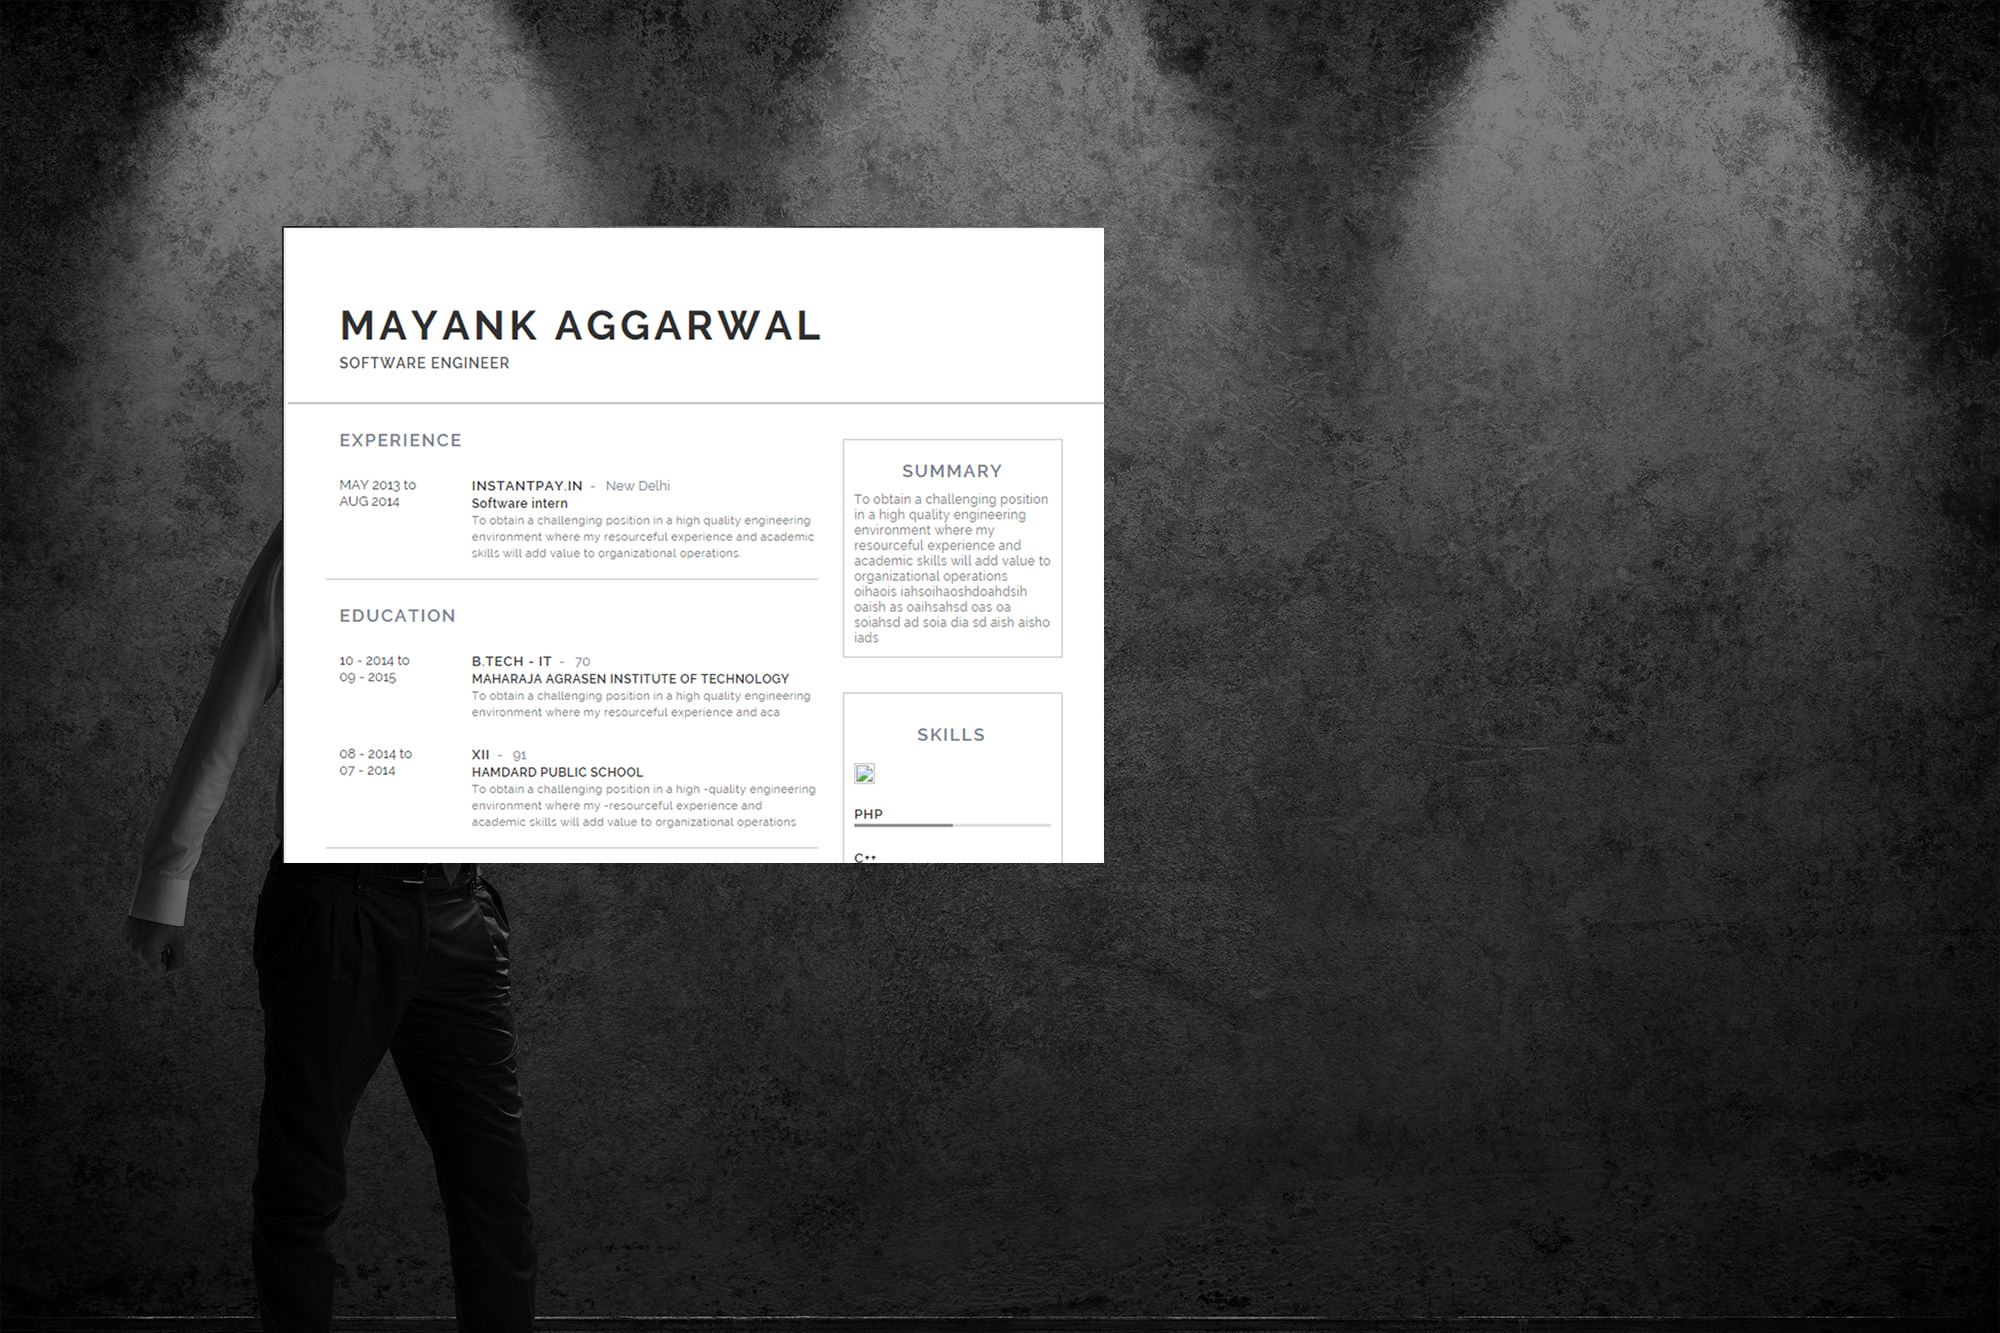 MAYANK AGGARWAL
SOFTWARE ENGINEER
EXPERIENCE
MAY 2013 to
AUG 2014
INSTANTPAY.IN - New Delhi
Software intern
To obtain a challenging position in a high quality engineering
environment where my resourceful experience and academic
skills will add value to organizational operations.
EDUCATION
10 - 2014 to
09 - 2015
B.TECH - IT - 70
MAHARAJA AGRASEN INSTITUTE OF TECHNOLOGY
To obtain a challenging position in a high quality engineering
environment where my resourceful experience and aca
08 - 2014 to
07 - 2014
XII - 91
HAMDARD PUBLIC SCHOOL
To obtain a challenging position in a high -quality engineering
environment where my -resourceful experience and
academic skills will add value to organizational operations
SUMMARY
To obtain a challenging position
in a high quality engineering
environment where my
resourceful experience and
academic skills will add value to
organizational operations
oihaois iahsoihaoshdoahdsih
oaish as oaihsahsd oas oa
soiahsd ad soia dia sd aish aisho
iads
SKILLS
PHP
C++